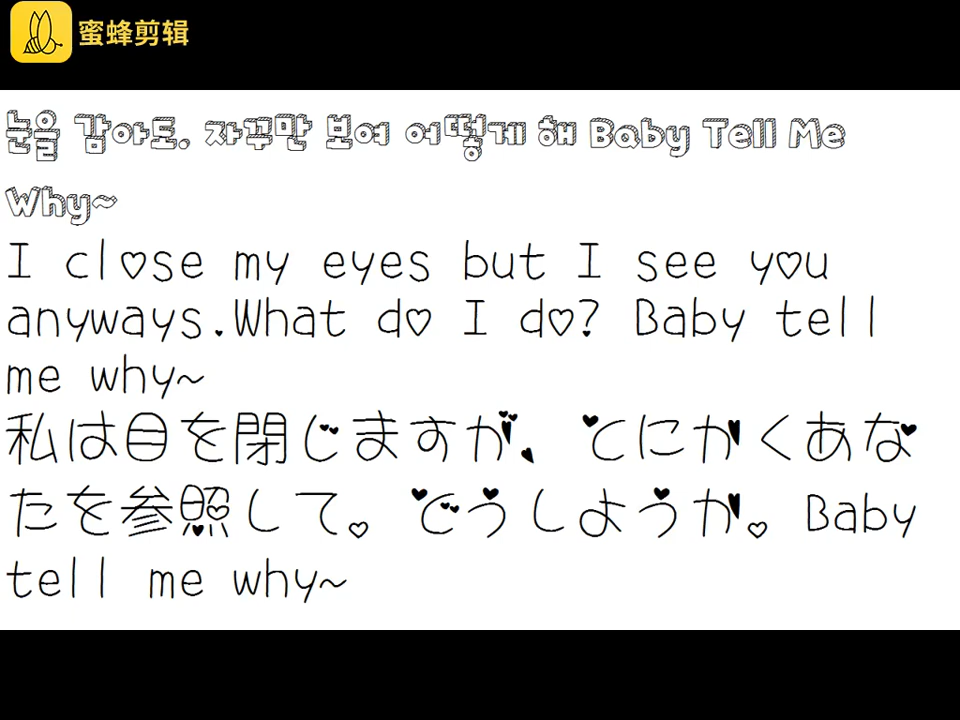 蜜蜂剪辑
눈을 감아도. 자꾸만 보여 어떻게 해 Baby Tell Me
Why~
I close my eyes but I see you
anyways.What do I do? Baby tell
me why~
私は目を閉じますが、とにかくあな
たを参照して。どうしようか。Baby
tell me why~